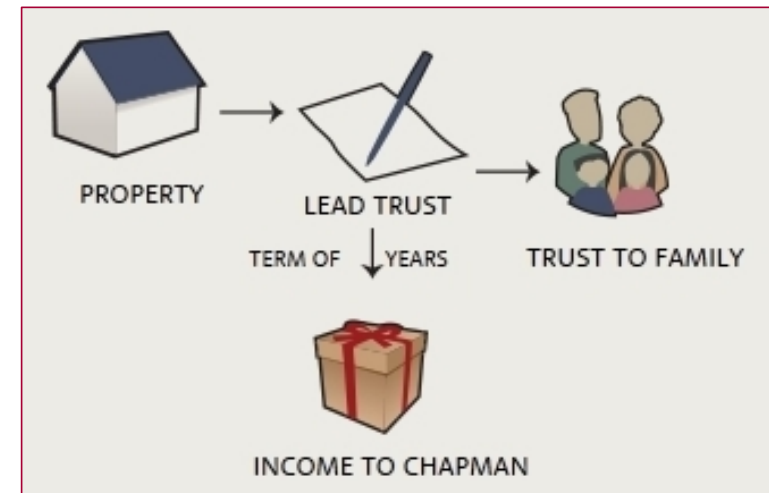 PROPERTY
LEAD TRUST
TERM OF YEARS
TRUST TO FAMILY
INCOME TO CHAPMAN